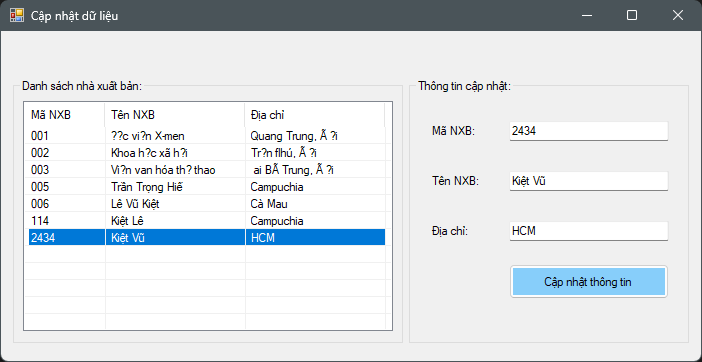 Cập nhật dữ liệu
Danh sách nhà xuất bản:
Mã NXB Tên NXB Địa chỉ
001 ??c vi?n X-men Quang Trung, Ã ?i
002 Khoa h?c xã h?i Tr?n flhú, Ã ?i
003 Vi?n van hóa th? thao ai BÃ Trung, Ã ?i
005 Trần Trọng Hiế Campuchia
006 Lê Vũ Kiệt Cà Mau
114 Kiệt Lê Campuchia
2434 Kiệt Vũ HCM
Thông tin cập nhật:
Mã NXB: 2434
Tên NXB: Kiệt Vũ
Địa chỉ: HCM
Cập nhật thông tin